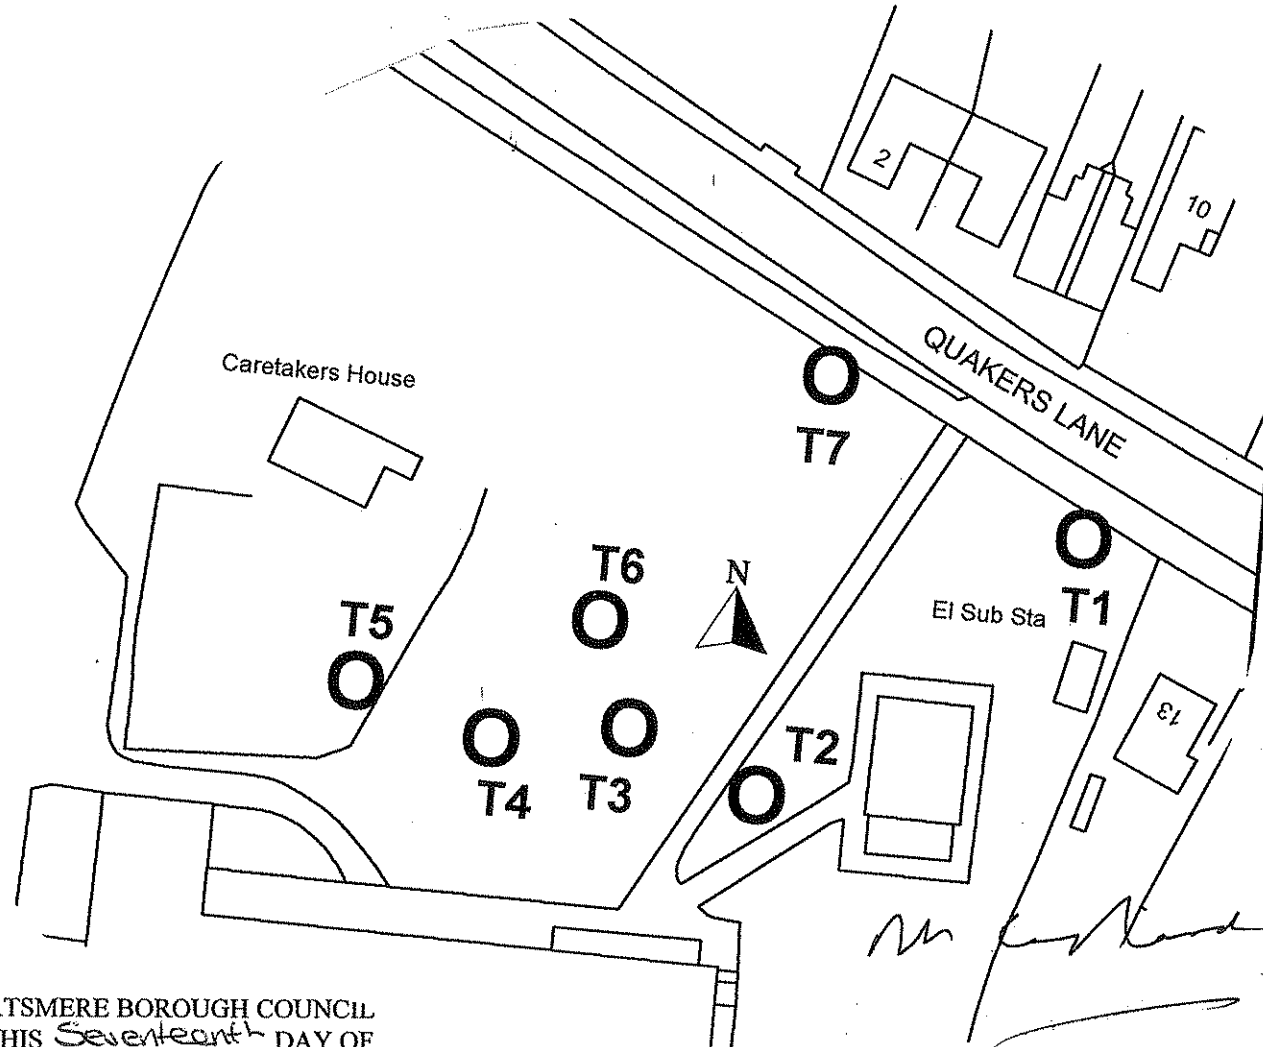 2
10
QUAKERS LANE
Caretakers House
T7
T6
N
T5
El Sub Sta
T1
13
T2
T4
T3
TSMERE BOROUGH COUNCIL
HIS Seventeenth DAY OF